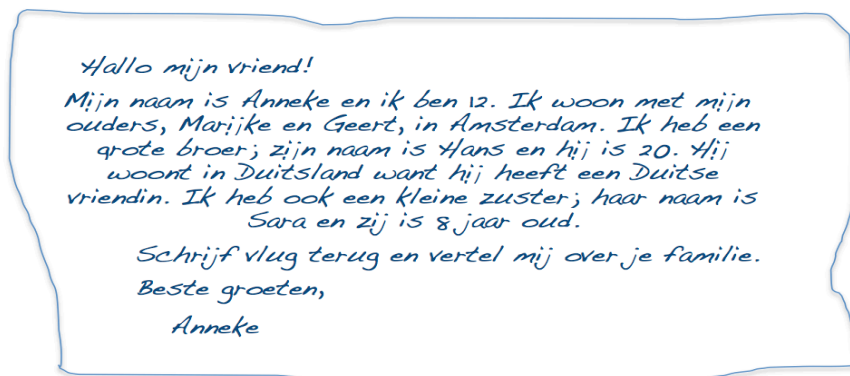 Hallo mijn vriend!
Mijn naam is Anneke en ik ben 12. Ik woon met mijn
ouders, Marijke en Geert, in Amsterdam. Ik heb een
grote broer; zijn naam is Hans en hij is 20. Hij
woont in Duitsland want hij heeft een Duitse
vriendin. Ik heb ook een kleine zuster; haar naam is
Sara en zij is 8 jaar oud.
Schrijf vlug terug en vertel mij over je familie.
Beste groeten,
Anneke